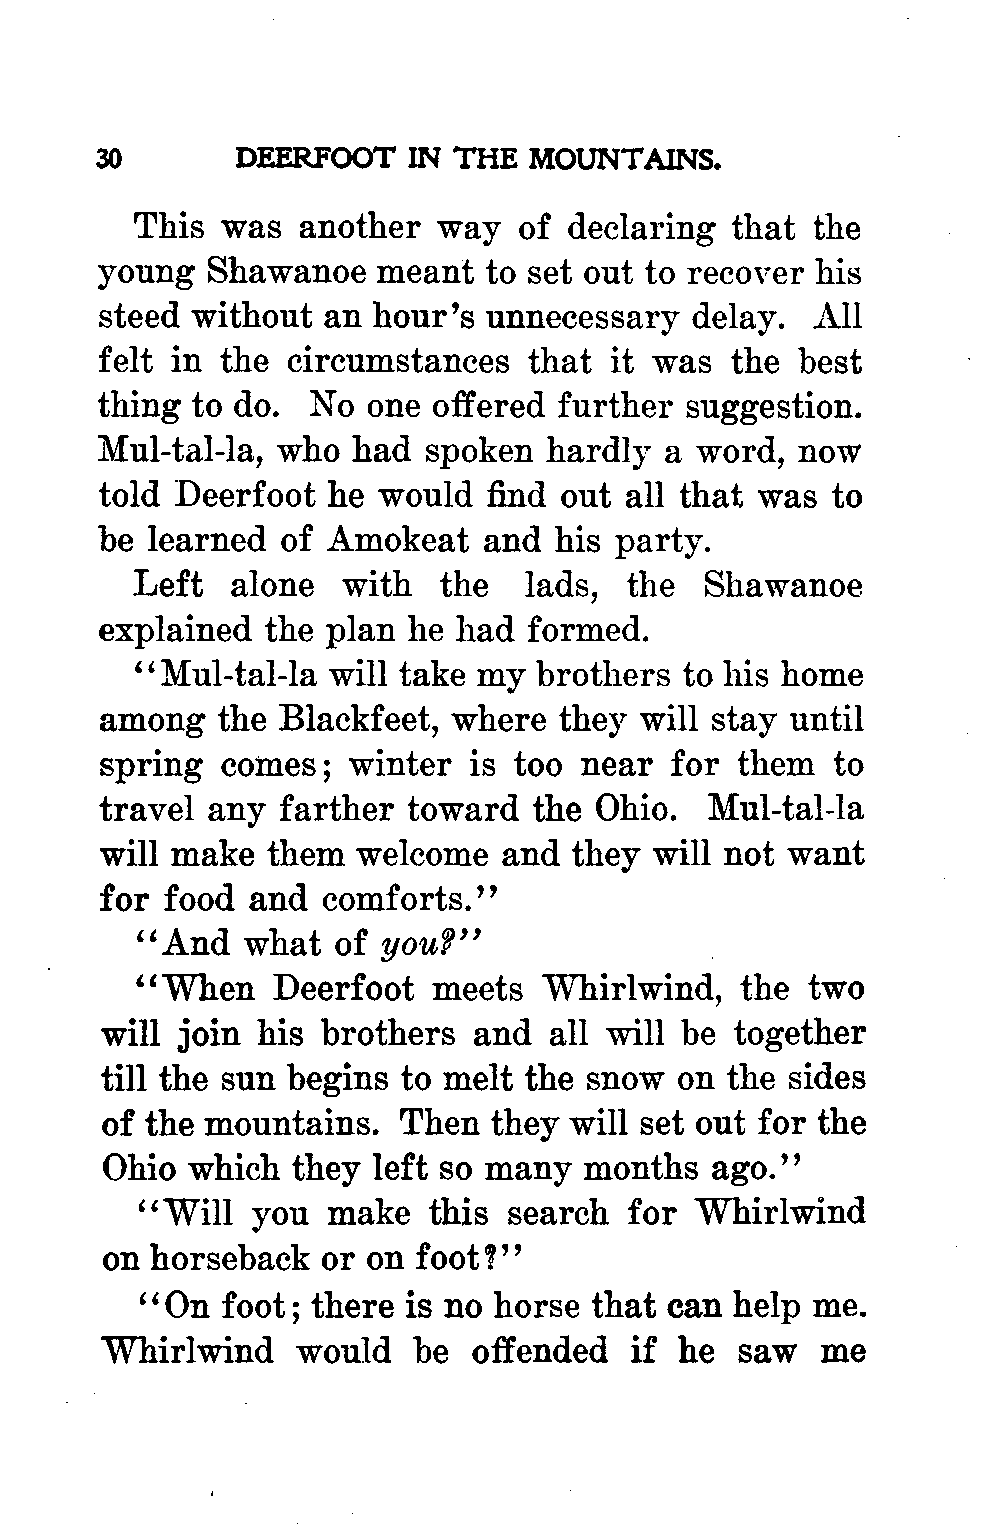 30 DEERFOOT IN THE MOUNTAINS.
This was another way of declaring that the
young Shawanoe meant to set out to recover his
steed without an hour's unnecessary delay. All
felt in the circumstances that it was the best
thing to do. No one offered further suggestion.
Mul-tal-la, who had spoken hardly a word, now
told Deerfoot he would find out all that was to
be learned of Amokeat and his party.
Left alone with the lads, the Shawanoe
explained the plan he had formed.
"Mul-tal-la will take my brothers to his home
among the Blackfeet, where they will stay until
spring comes; winter is too near for them to
travel any farther toward the Ohio. Mul-tal-la
will make them welcome and they will not want
for food and comforts."
"And what of you?"
"When Deerfoot meets Whirlwind, the two
will join his brothers and all will be together
till the sun begins to melt the snow on the sides
of the mountains. Then they will set out for the
Ohio which they left so many months ago."
"Will you make this search for Whirlwind
on horseback or on foot?"
"On foot; there is no horse that can help me.
Whirlwind would be offended if he saw me